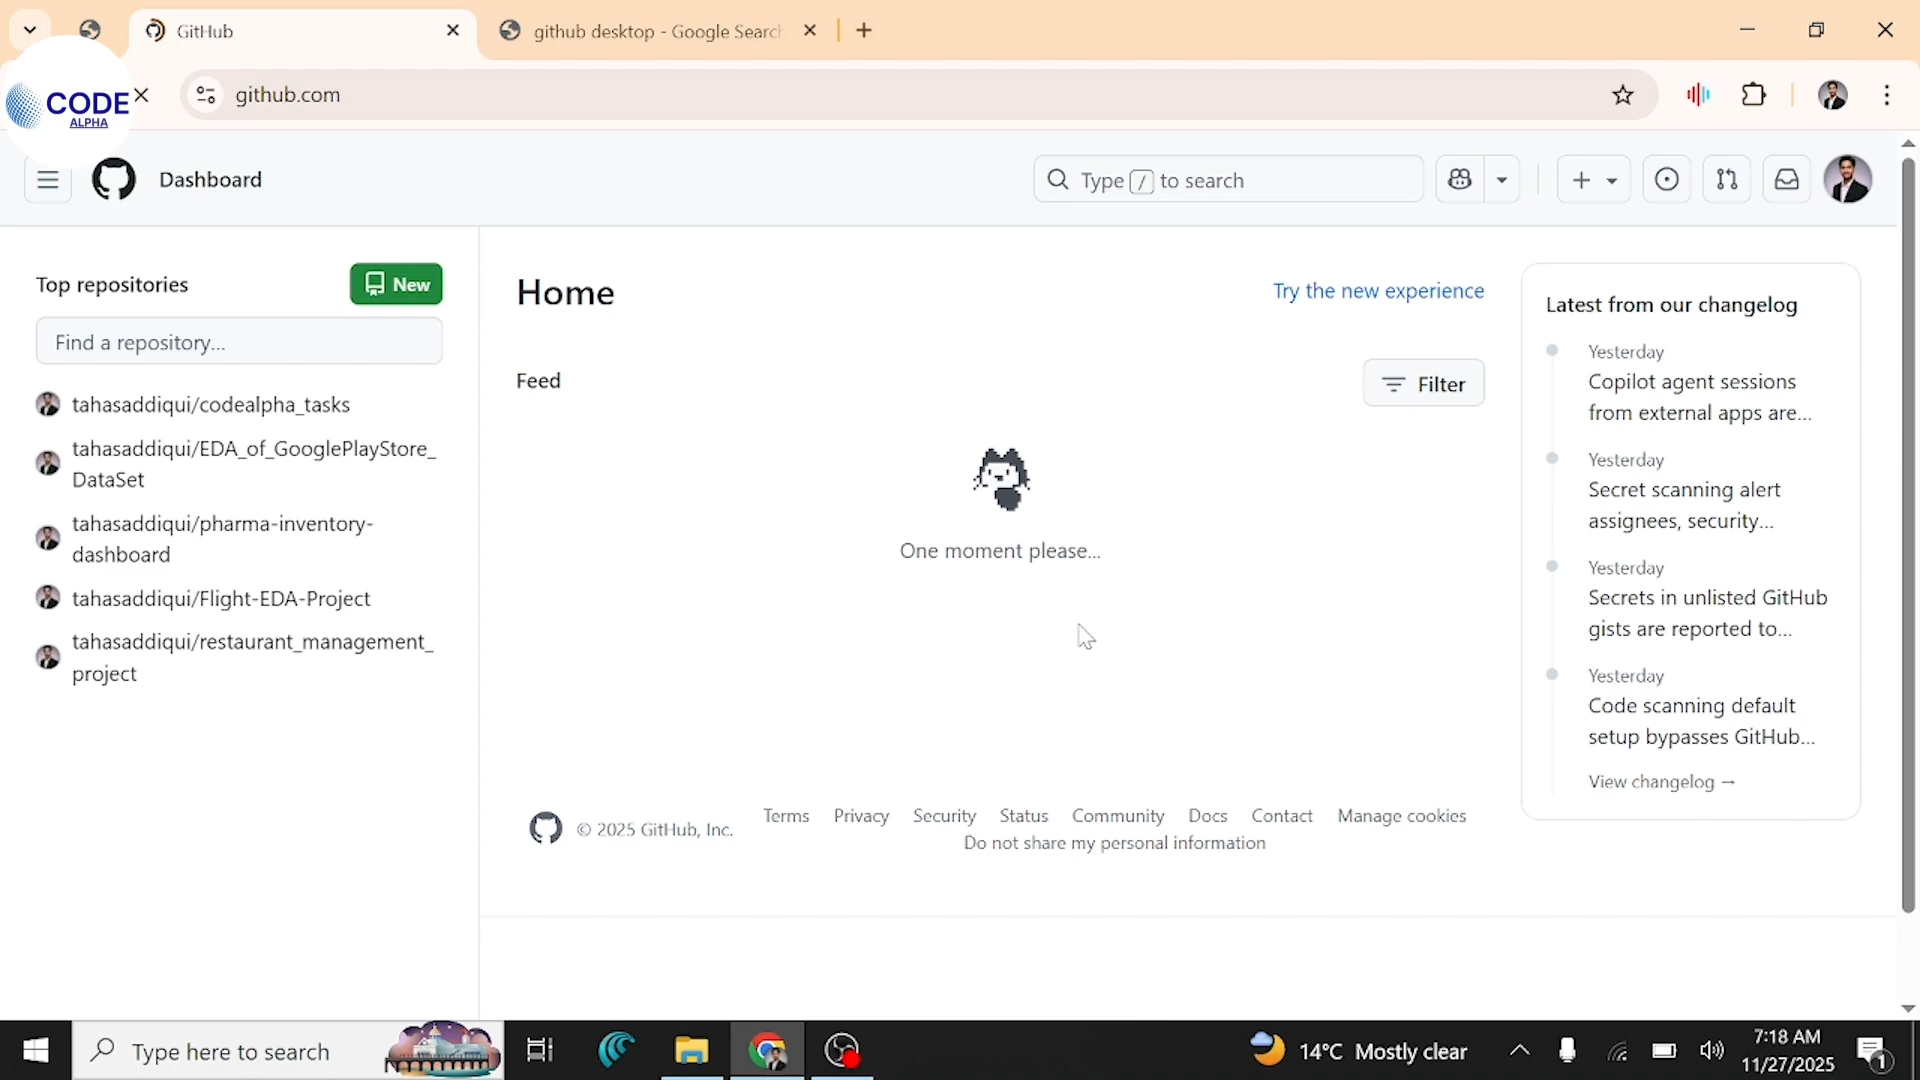 GitHub
github desktop - Google Search
CODE
ALPHA
github.com
Dashboard
Type / to search
Top repositories
New
Find a repository...
tahasaddiqui/codealpha_tasks
tahasaddiqui/EDA_of_GooglePlayStore_
DataSet
tahasaddiqui/pharma-inventory-
dashboard
tahasaddiqui/Flight-EDA-Project
tahasaddiqui/restaurant_management_
project
Home
Try the new experience
Feed
Filter
One moment please...
Latest from our changelog
Yesterday
Copilot agent sessions
from external apps are...
Yesterday
Secret scanning alert
assignees, security...
Yesterday
Secrets in unlisted GitHub
gists are reported to...
Yesterday
Code scanning default
setup bypasses GitHub...
View changelog →
© 2025 GitHub, Inc.
Terms Privacy Security Status Community Docs Contact Manage cookies
Do not share my personal information
Type here to search
14°C Mostly clear
7:18 AM
11/27/2025
1